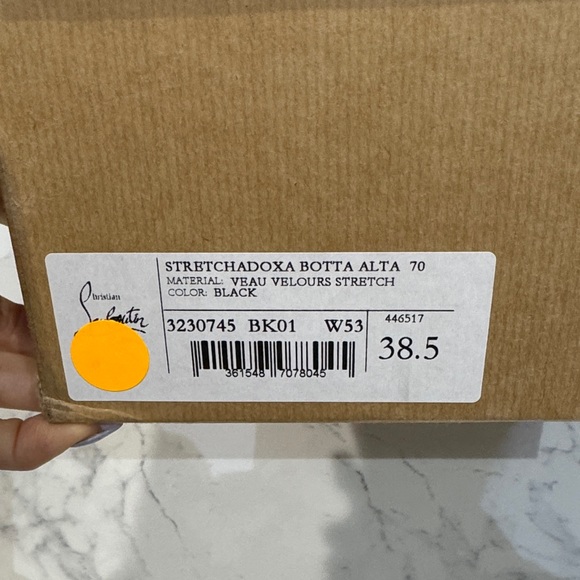 STRETCHADOXA BOTTA ALTA 70
MATERIAL: VEAU VELOURS STRETCH
COLOR: BLACK
Christian
Louboutin
3230745 BK01 W53
446517
38.5
361548 7078045